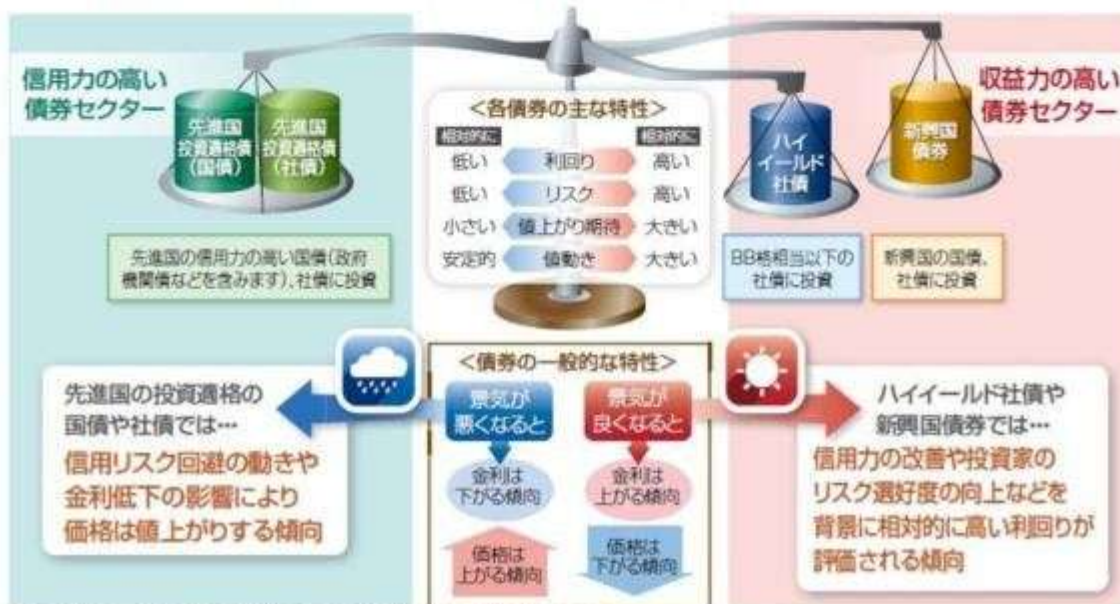 信用力の高い
債券セクター
先進国
投資適格債
（国債）
先進国
投資適格債
（社債）
先進国の信用力の高い国債（政府
機関債などを含みます）、社債に投資
＜各債券の主な特性＞
相対的に
相対的に
低い 利回り 高い
低い リスク 高い
小さい 値上がり期待 大きい
安定的 値動き 大きい
収益力の高い
債券セクター
ハイ
イールド
社債
新興国
債券
BB格相当以下の
社債に投資
新興国の国債、
社債に投資
先進国の投資適格の
国債や社債では…
信用リスク回避の動きや
金利低下の影響により
価格は値上がりする傾向
＜債券の一般的な特性＞
景気が
悪くなると
金利は
下がる傾向
価格は
上がる傾向
景気が
良くなると
金利は
上がる傾向
価格は
下がる傾向
ハイイールド社債や
新興国債券では…
信用力の改善や投資家の
リスク選好度の向上などを
背景に相対的に高い利回りが
評価される傾向